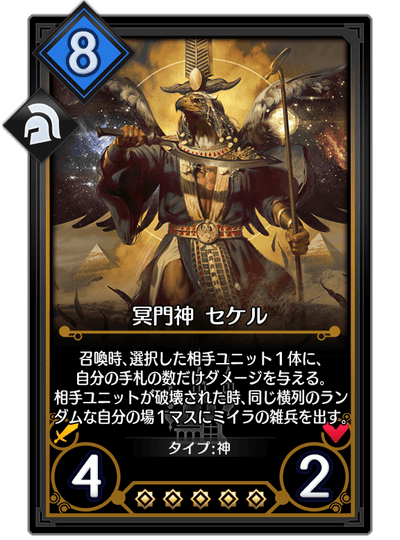 8
冥門神 セケル
召喚時、選択した相手ユニット1体に、
自分の手札の数だけダメージを与える。
相手ユニットが破壊された時、同じ横列のラン
ダムな自分の場1マスにミイラの雑兵を出す。
タイプ:神
4
2